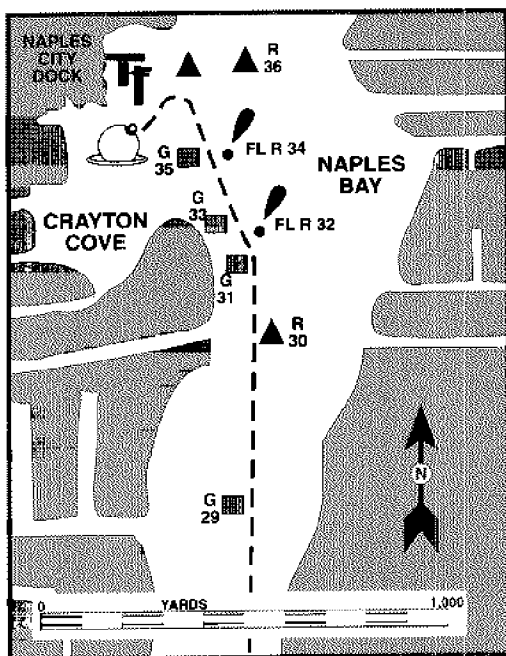 NAPLES
CITY
DOCK
R
36
G
35
FL R 34
NAPLES
BAY
G
33
FL R 32
CRAYTON
COVE
G
31
R
30
N
G
29
0 YARDS 1,000